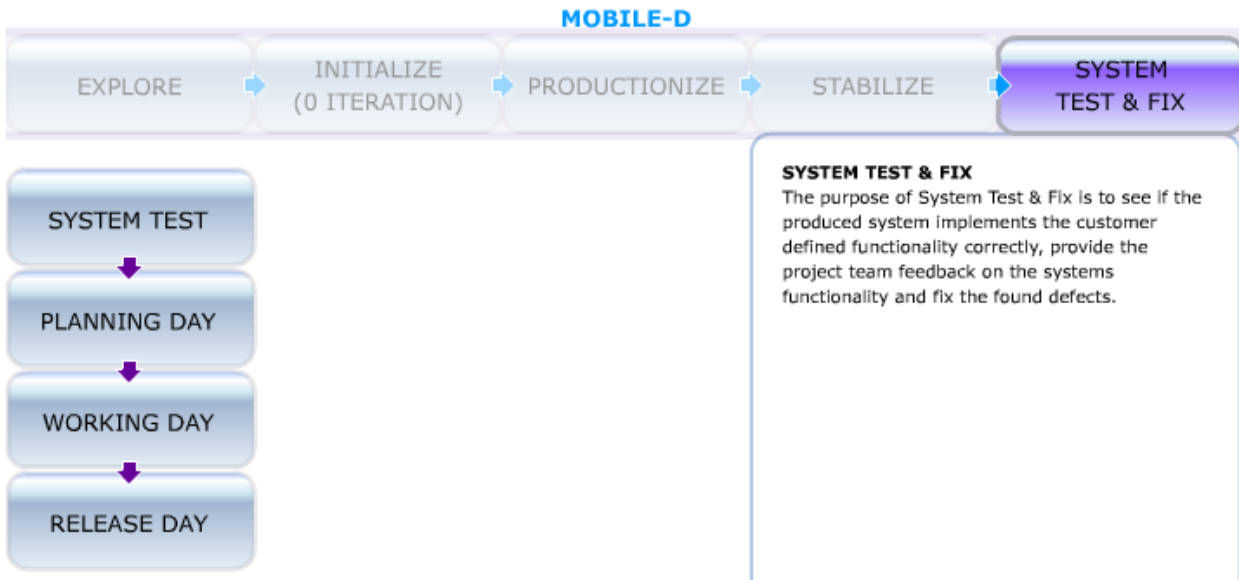 MOBILE-D
EXPLORE
INITIALIZE
(0 ITERATION)
PRODUCTIONIZE
STABILIZE
SYSTEM
TEST & FIX
SYSTEM TEST
PLANNING DAY
WORKING DAY
RELEASE DAY
SYSTEM TEST & FIX
The purpose of System Test & Fix is to see if the
produced system implements the customer
defined functionality correctly, provide the
project team feedback on the systems
functionality and fix the found defects.